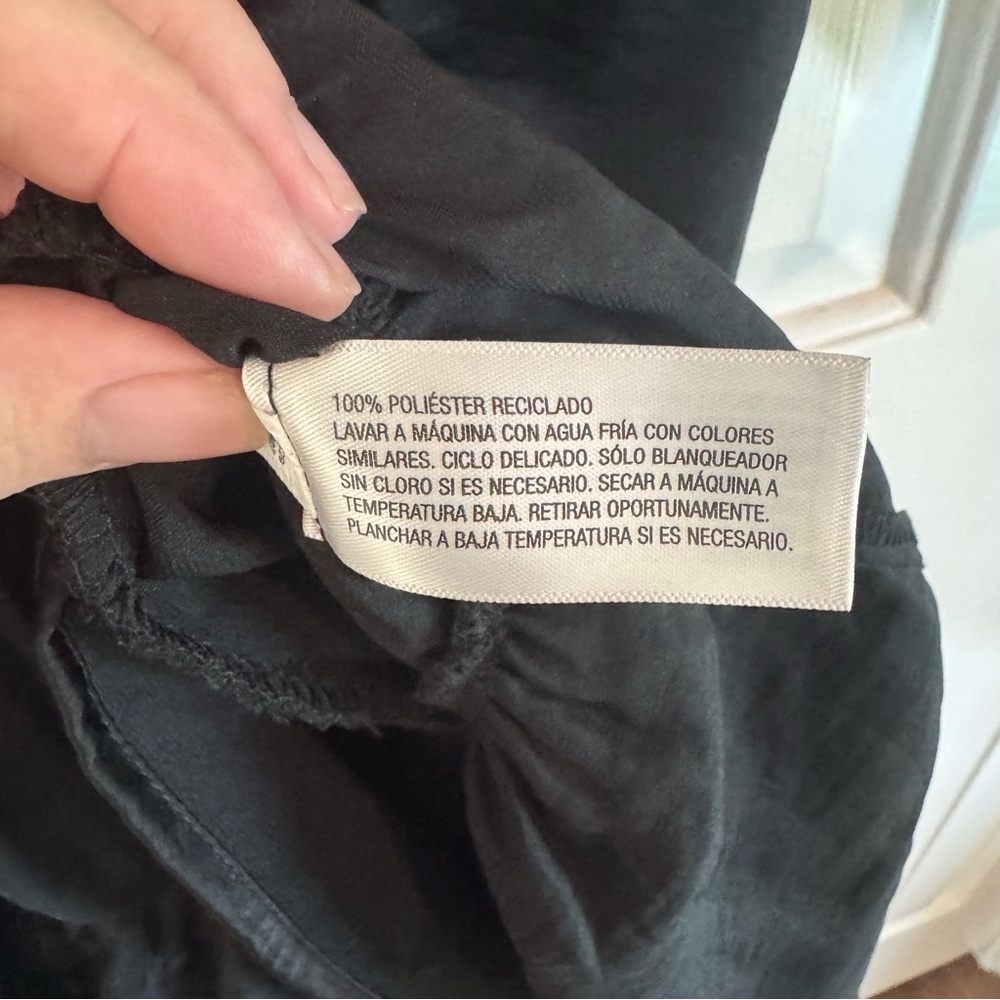 100% POLIÉSTER RECICLADO
LAVAR A MÁQUINA CON AGUA FRÍA CON COLORES
SIMILARES. CICLO DELICADO. SÓLO BLANQUEADOR
SIN CLORO SI ES NECESARIO. SECAR A MÁQUINA A
TEMPERATURA BAJA. RETIRAR OPORTUNAMENTE.
PLANCHAR A BAJA TEMPERATURA SI ES NECESARIO.